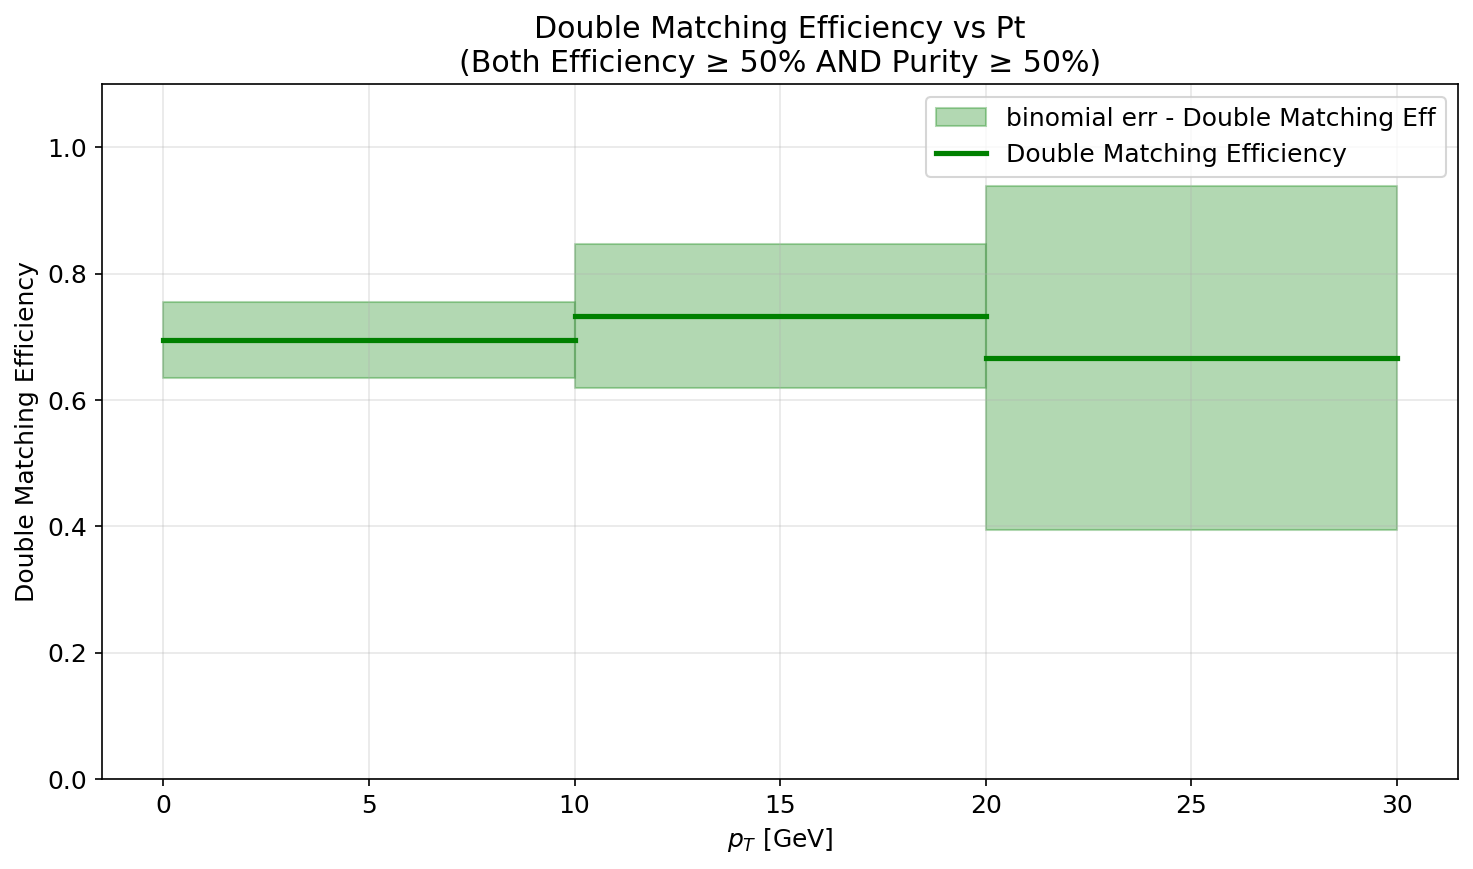 Double Matching Efficiency vs Pt
(Both Efficiency ≥ 50% AND Purity ≥ 50%)
binomial err - Double Matching Eff
Double Matching Efficiency
Double Matching Efficiency
1.0
0.8
0.6
0.4
0.2
0.0
0 5 10 15 20 25 30
p_T [GeV]